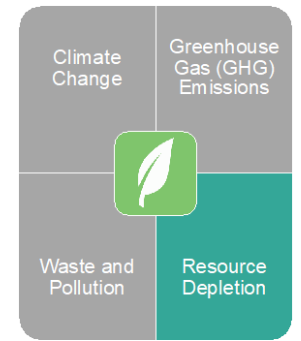 Climate
Change
Greenhouse
Gas (GHG)
Emissions
Waste and
Pollution
Resource
Depletion